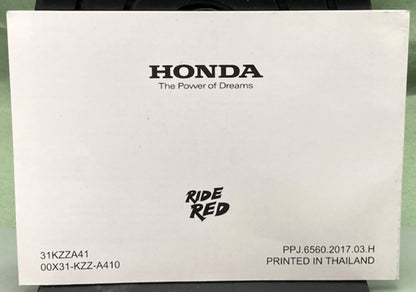 HONDA
The Power of Dreams
RIDE
RED
31KZZA41
00X31-KZZ-A410
PPJ.6560.2017.03.H
PRINTED IN THAILAND